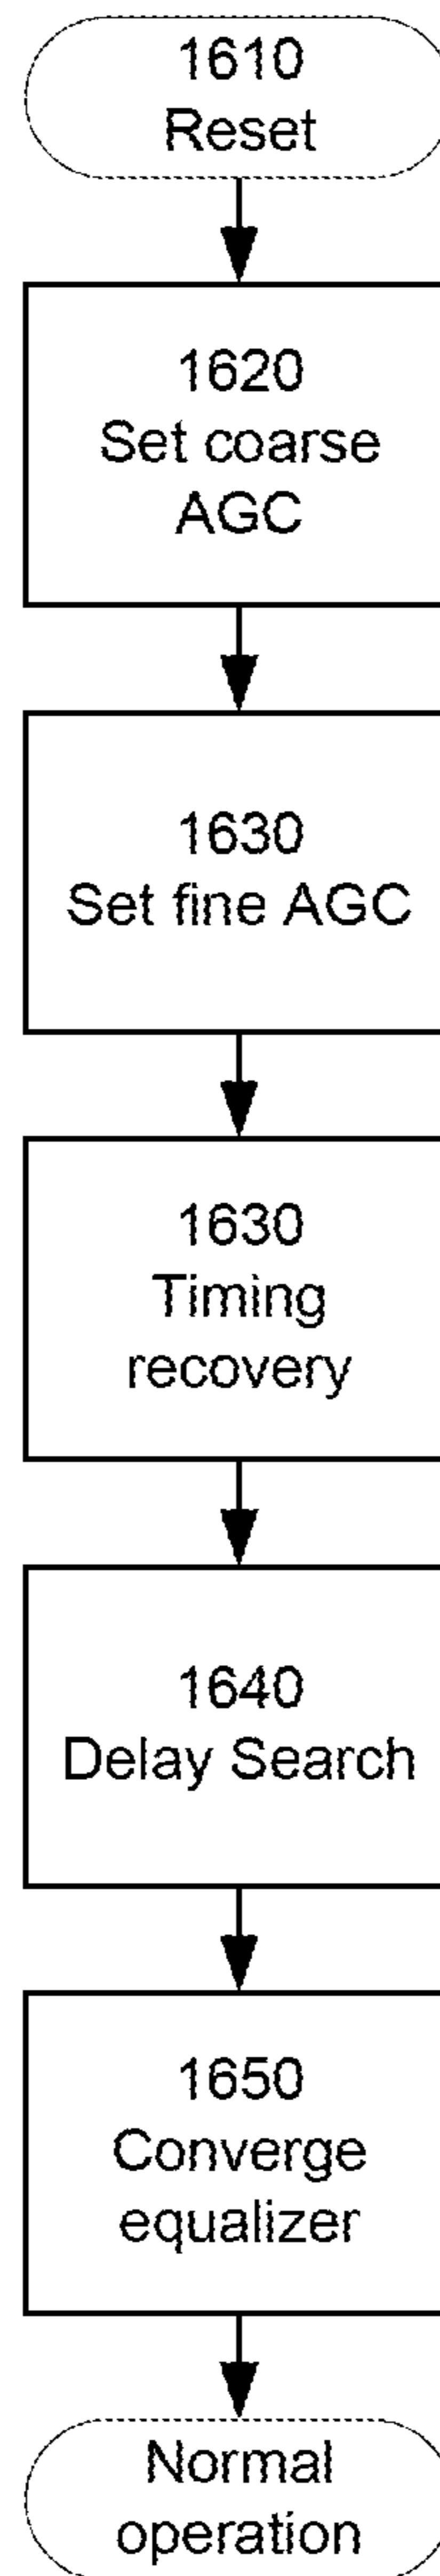 1610
Reset
1620
Set coarse
AGC
1630
Set fine AGC
1630
Timing
recovery
1640
Delay Search
1650
Converge
equalizer
Normal
operation